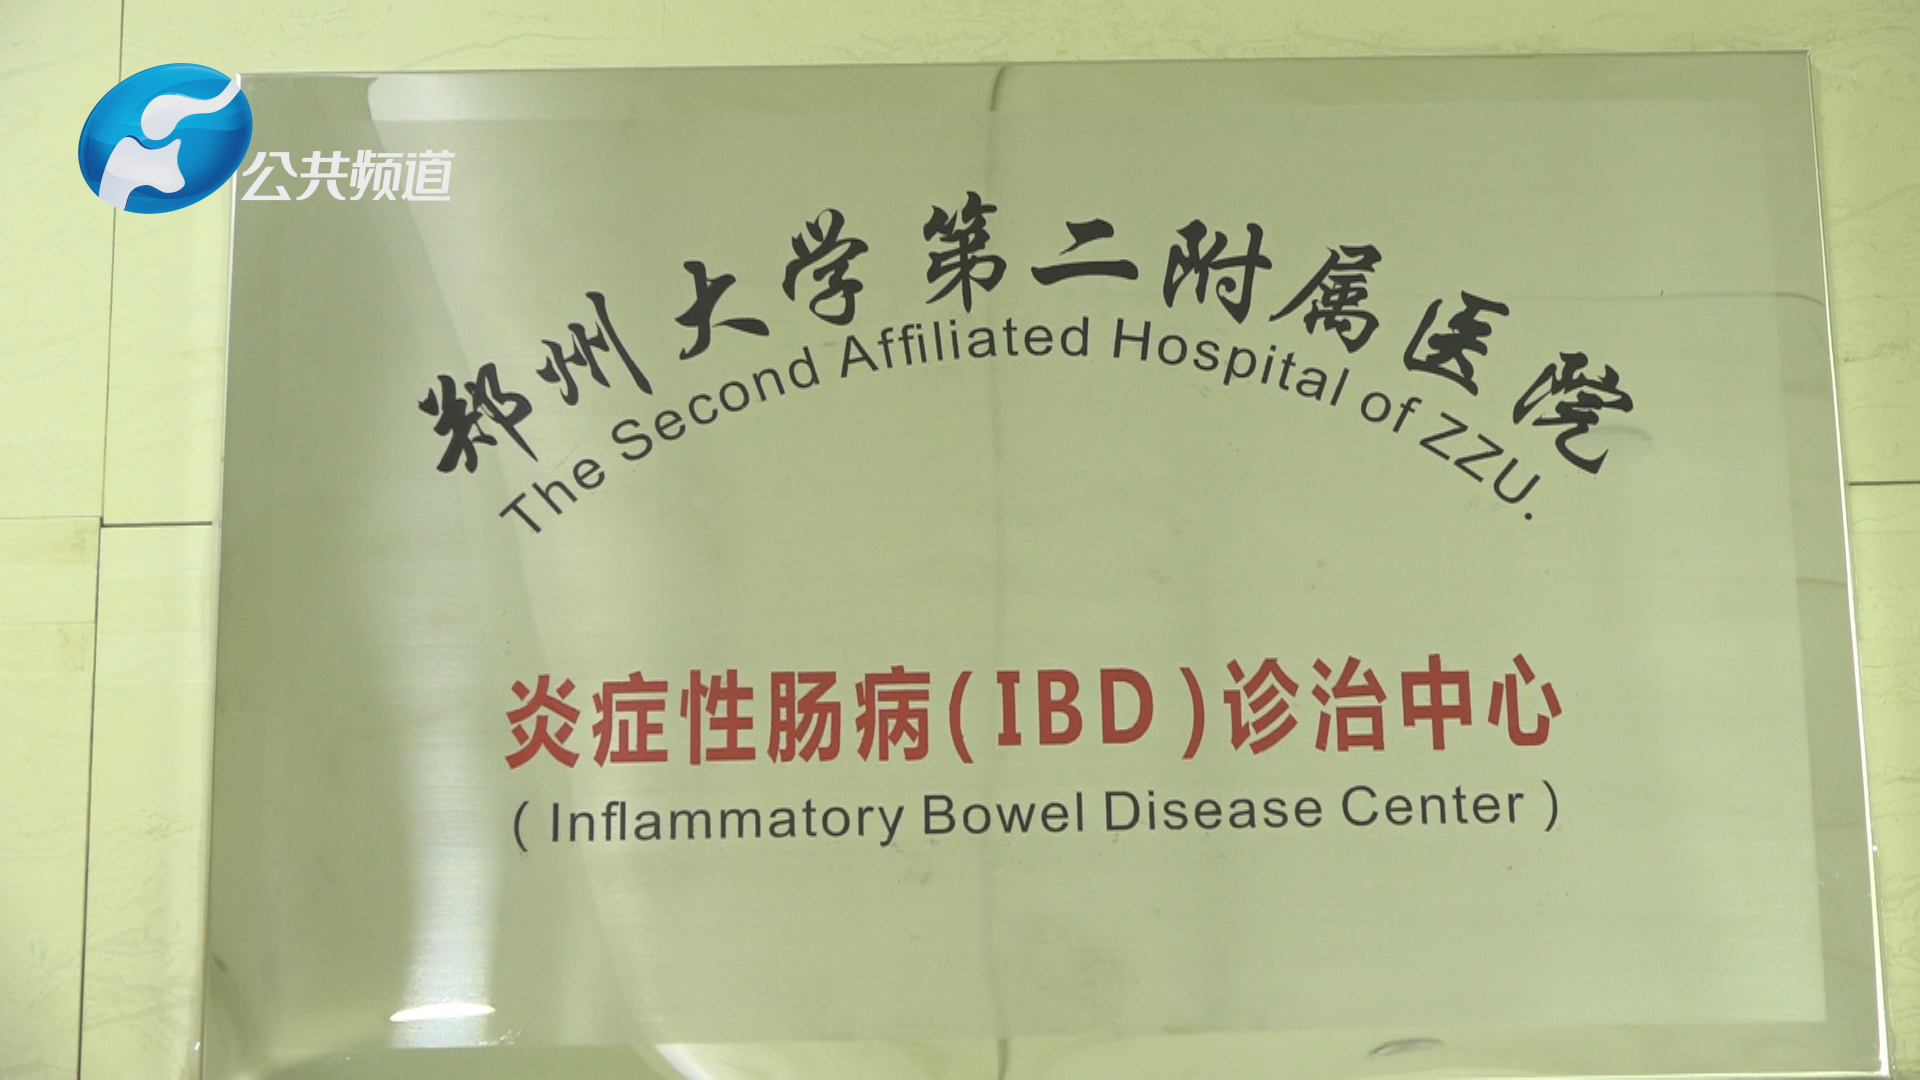 公共频道
郑州大学第二附属医院
The Second Affiliated Hospital of ZZU.
炎症性肠病(IBD)诊治中心
(Inflammatory Bowel Disease Center)